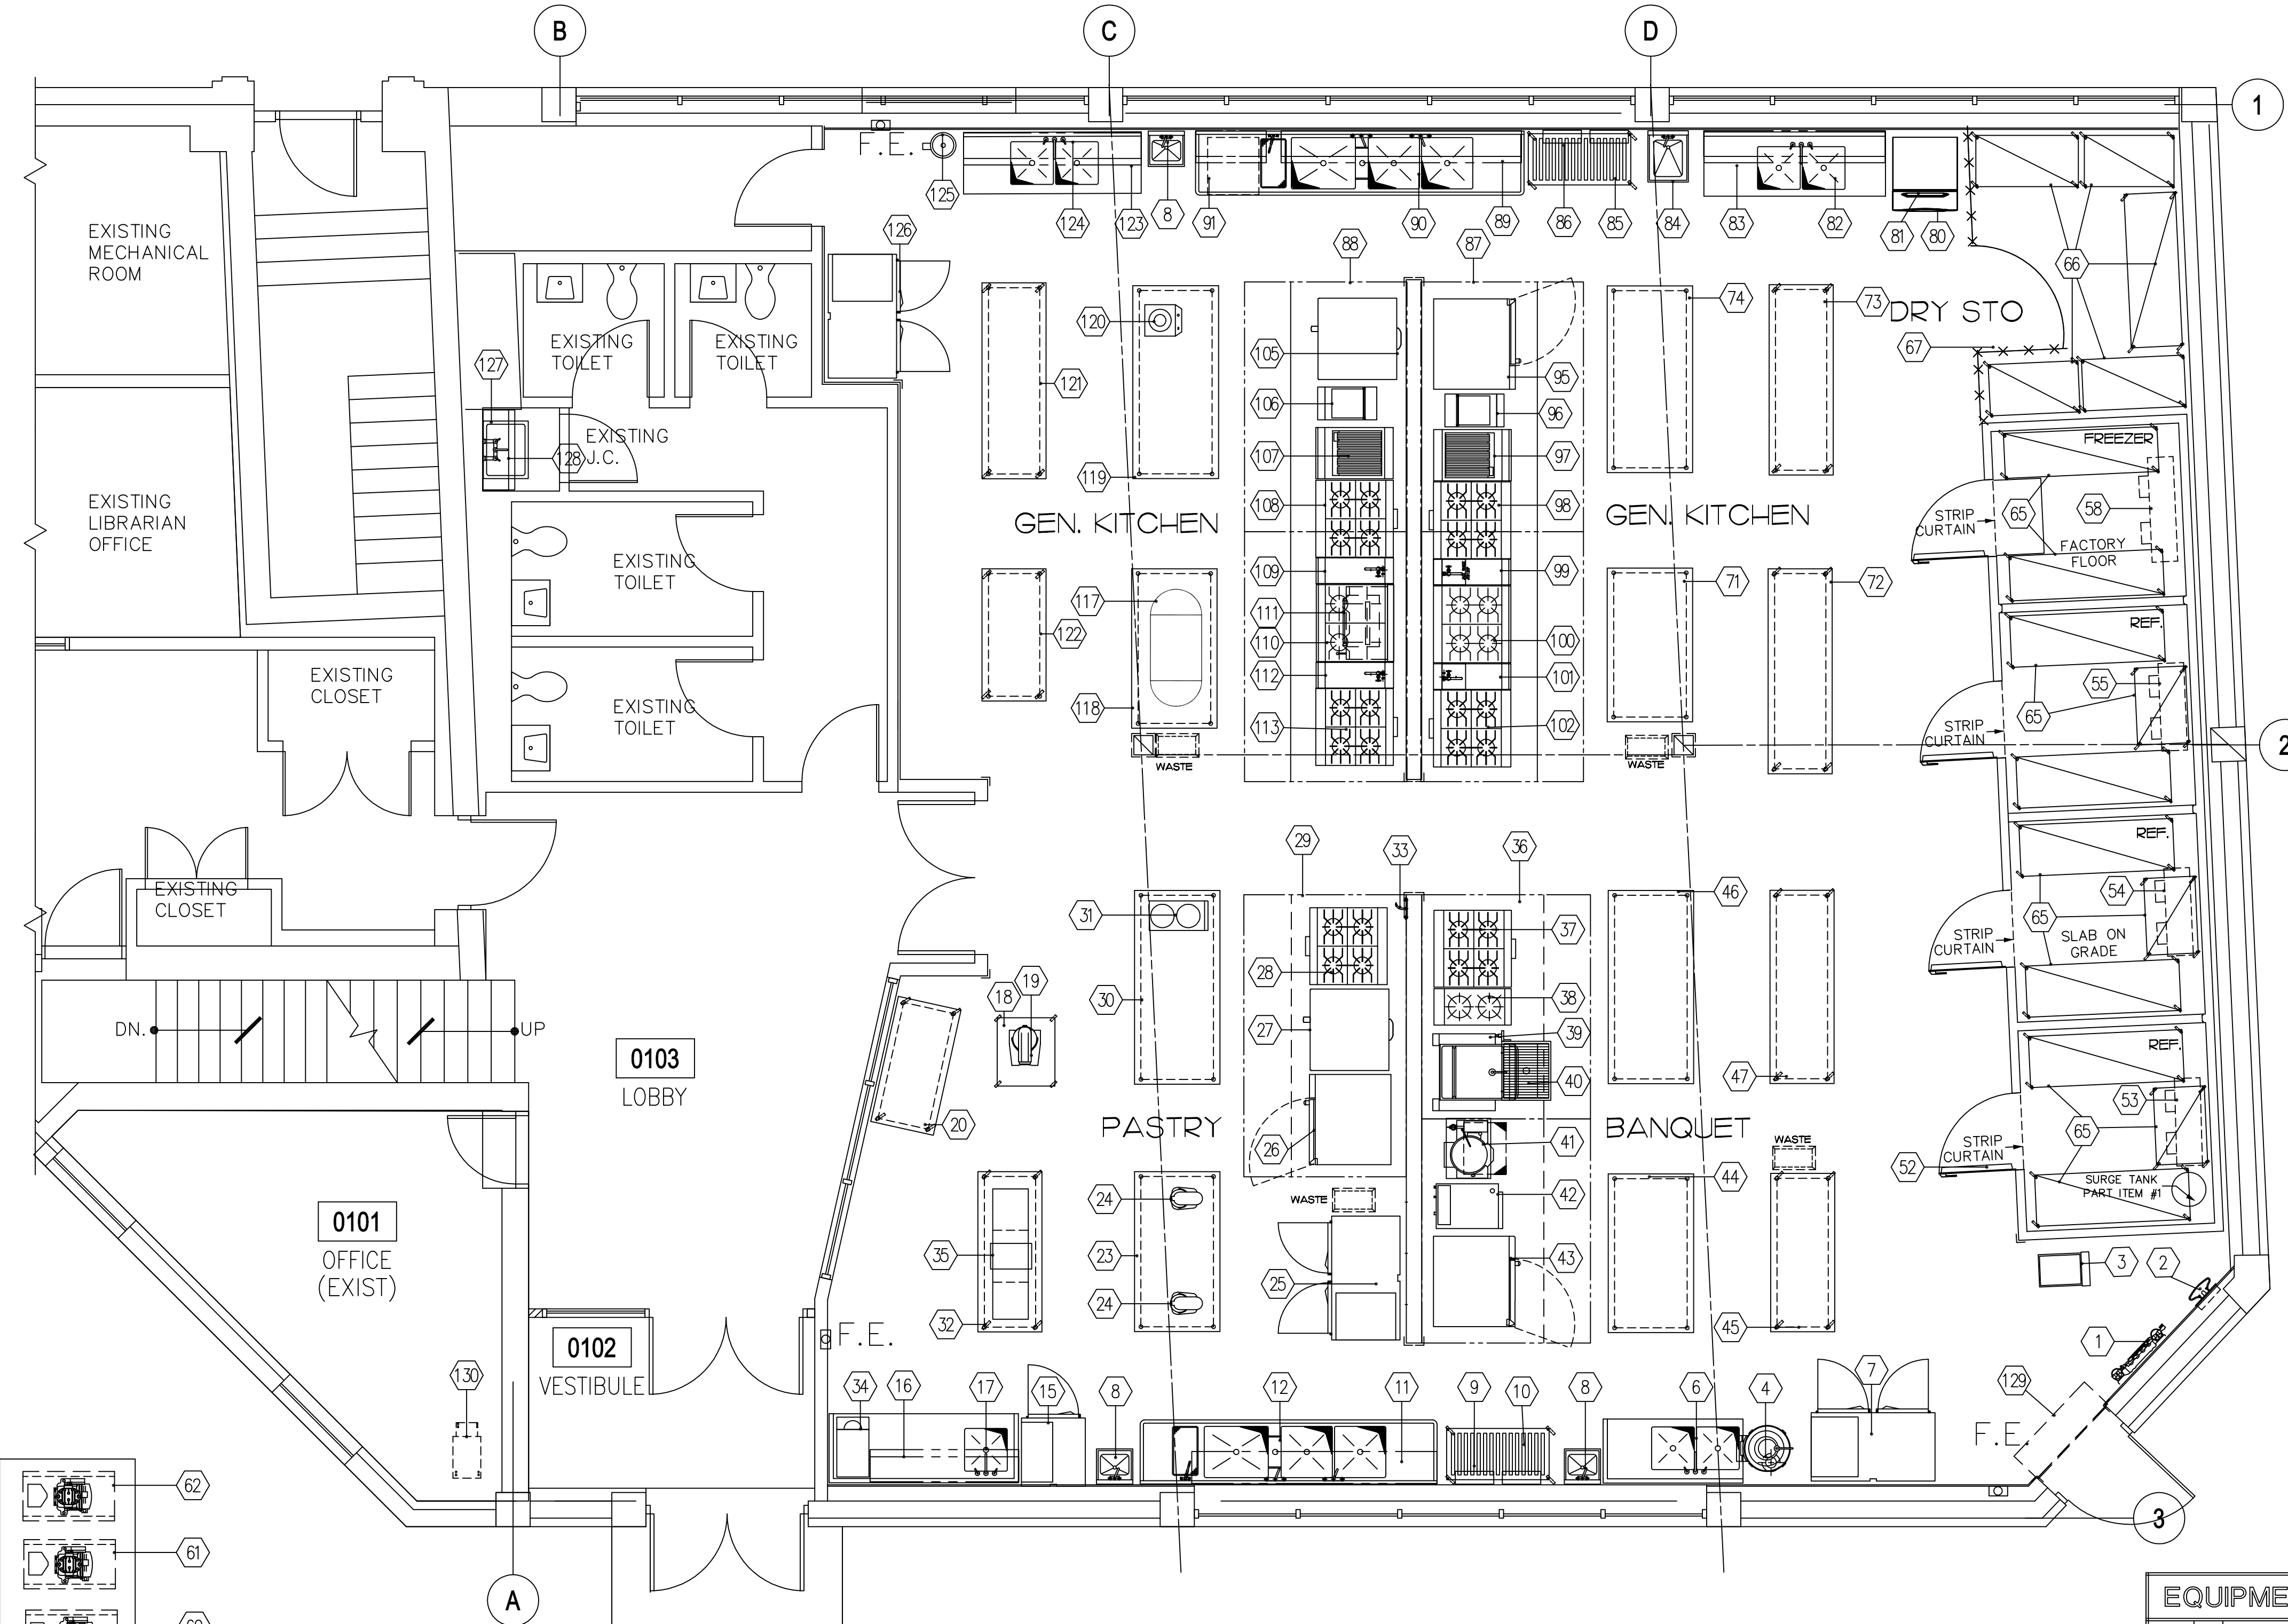 B
C
D
1
F.E.
125
124
123
8
91
90
89
86
85
84
83
82
81
80
EXISTING
MECHANICAL
ROOM
126
88
87
66
EXISTING
TOILET
EXISTING
TOILET
120
74
73
DRY STO
67
127
121
105
95
106
96
EXISTING
J.C.
128
107
97
FREEZER
119
EXISTING
LIBRARIAN
OFFICE
108
98
GEN. KITCHEN
GEN. KITCHEN
STRIP
CURTAIN
65
58
FACTORY
FLOOR
EXISTING
TOILET
109
99
117
111
71
72
122
110
100
REF.
EXISTING
CLOSET
112
101
55
EXISTING
TOILET
118
113
102
65
STRIP
CURTAIN
WASTE
WASTE
2
29
33
36
REF.
EXISTING
CLOSET
31
46
54
37
65
SLAB ON
GRADE
STRIP
CURTAIN
28
18
19
30
38
DN.
UP
27
39
REF.
0103
LOBBY
40
47
53
20
PASTRY
BANQUET
65
26
41
WASTE
STRIP
CURTAIN
52
SURGE TANK
PART ITEM #1
24
WASTE
42
44
0101
OFFICE
(EXIST)
35
23
25
43
3
2
24
32
45
F.E.
0102
VESTIBULE
1
130
34
16
17
15
8
12
11
9
10
8
6
4
7
129
F.E.
62
3
61
A
EQUIPME